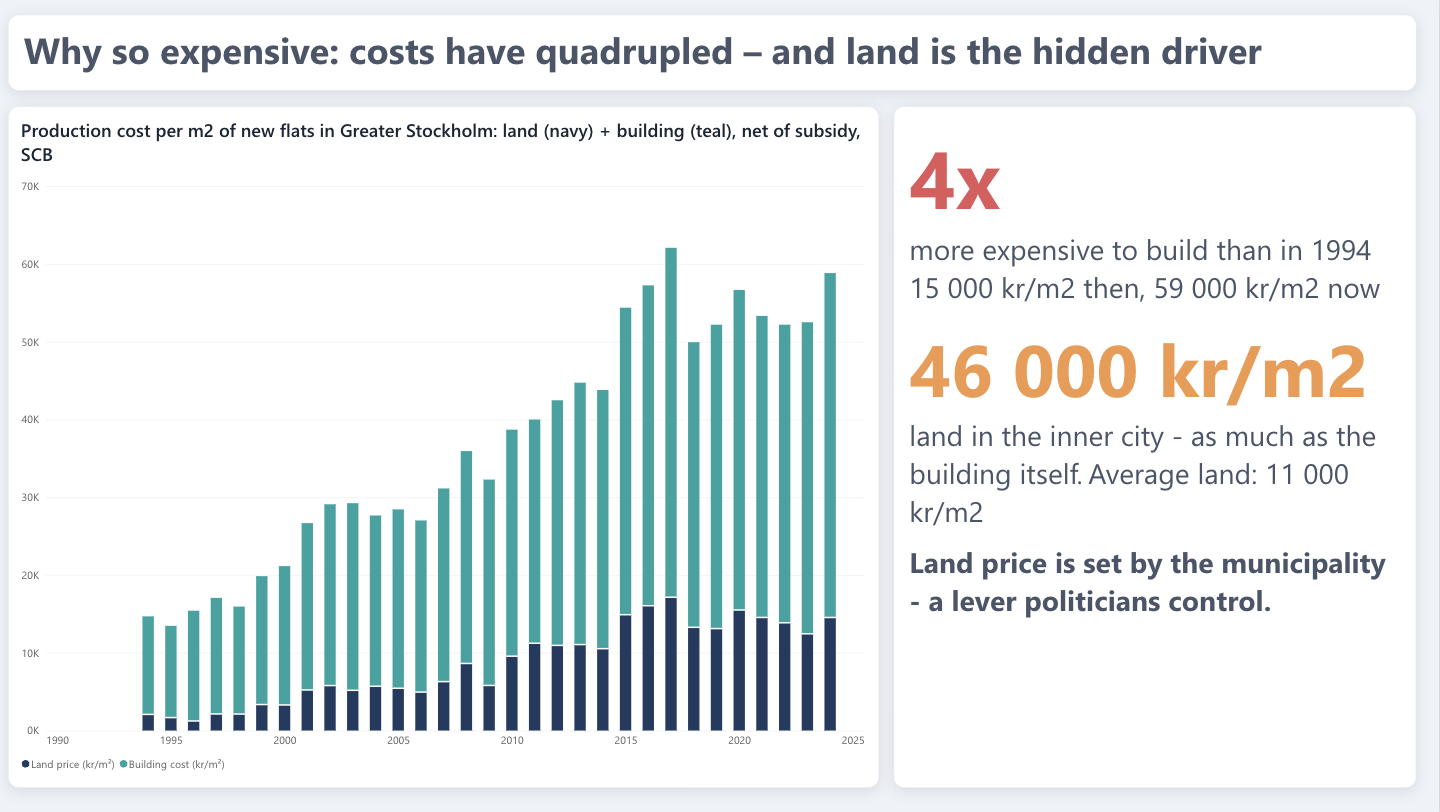 Why so expensive: costs have quadrupled – and land is the hidden driver
Production cost per m2 of new flats in Greater Stockholm: land (navy) + building (teal), net of subsidy,
SCB
70K
60K
50K
40K
30K
20K
10K
0K
1990
1995
2000
2005
2010
2015
2020
2025
Land price (kr/m²)
Building cost (kr/m²)
4x
more expensive to build than in 1994
15 000 kr/m2 then, 59 000 kr/m2 now
46 000 kr/m2
land in the inner city - as much as the
building itself. Average land: 11 000
kr/m2
Land price is set by the municipality
- a lever politicians control.